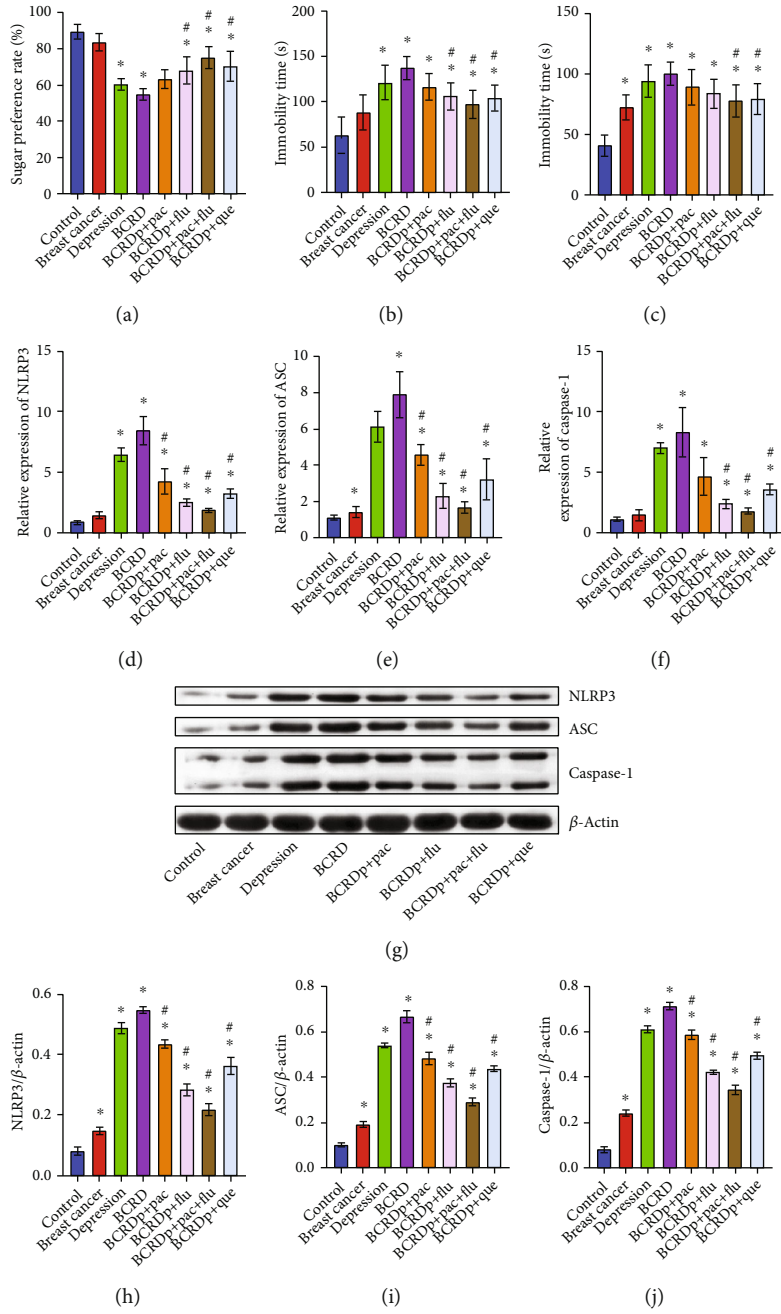 Sugar preference rate (%)
100
80
60
40
20
0
* * # * # * # *
Control
Breast cancer
Depression
BCRD
BCRDp+pac
BCRDp+flu
BCRDp+pac+flu
BCRDp+que
(a)
Immobility time (s)
200
150
100
50
0
* * * # * # * # *
Control
Breast cancer
Depression
BCRD
BCRDp+pac
BCRDp+flu
BCRDp+pac+flu
BCRDp+que
(b)
Immobility time (s)
150
100
50
0
* * * * * # * # *
Control
Breast cancer
Depression
BCRD
BCRDp+pac
BCRDp+flu
BCRDp+pac+flu
BCRDp+que
(c)
Relative expression of NLRP3
15
10
5
0
* * # * # * # * # *
Control
Breast cancer
Depression
BCRD
BCRDp+pac
BCRDp+flu
BCRDp+pac+flu
BCRDp+que
(d)
Relative expression of ASC
10
8
6
4
2
0
* * # * # * # * # *
Control
Breast cancer
Depression
BCRD
BCRDp+pac
BCRDp+flu
BCRDp+pac+flu
BCRDp+que
(e)
Relative
expression of caspase-1
15
10
5
0
* * * # * # * # *
Control
Breast cancer
Depression
BCRD
BCRDp+pac
BCRDp+flu
BCRDp+pac+flu
BCRDp+que
(f)
NLRP3
ASC
Caspase-1
β-Actin
Control
Breast cancer
Depression
BCRD
BCRDp+pac
BCRDp+flu
BCRDp+pac+flu
BCRDp+que
(g)
NLRP3/β-actin
0.6
0.4
0.2
0.0
* * * # * # * # * # *
Control
Breast cancer
Depression
BCRD
BCRDp+pac
BCRDp+flu
BCRDp+pac+flu
BCRDp+que
(h)
ASC/β-actin
0.8
0.6
0.4
0.2
0.0
* * * # * # * # * # *
Control
Breast cancer
Depression
BCRD
BCRDp+pac
BCRDp+flu
BCRDp+pac+flu
BCRDp+que
(i)
Caspase-1/β-actin
0.8
0.6
0.4
0.2
0.0
* * * # * # * # * # *
Control
Breast cancer
Depression
BCRD
BCRDp+pac
BCRDp+flu
BCRDp+pac+flu
BCRDp+que
(j)